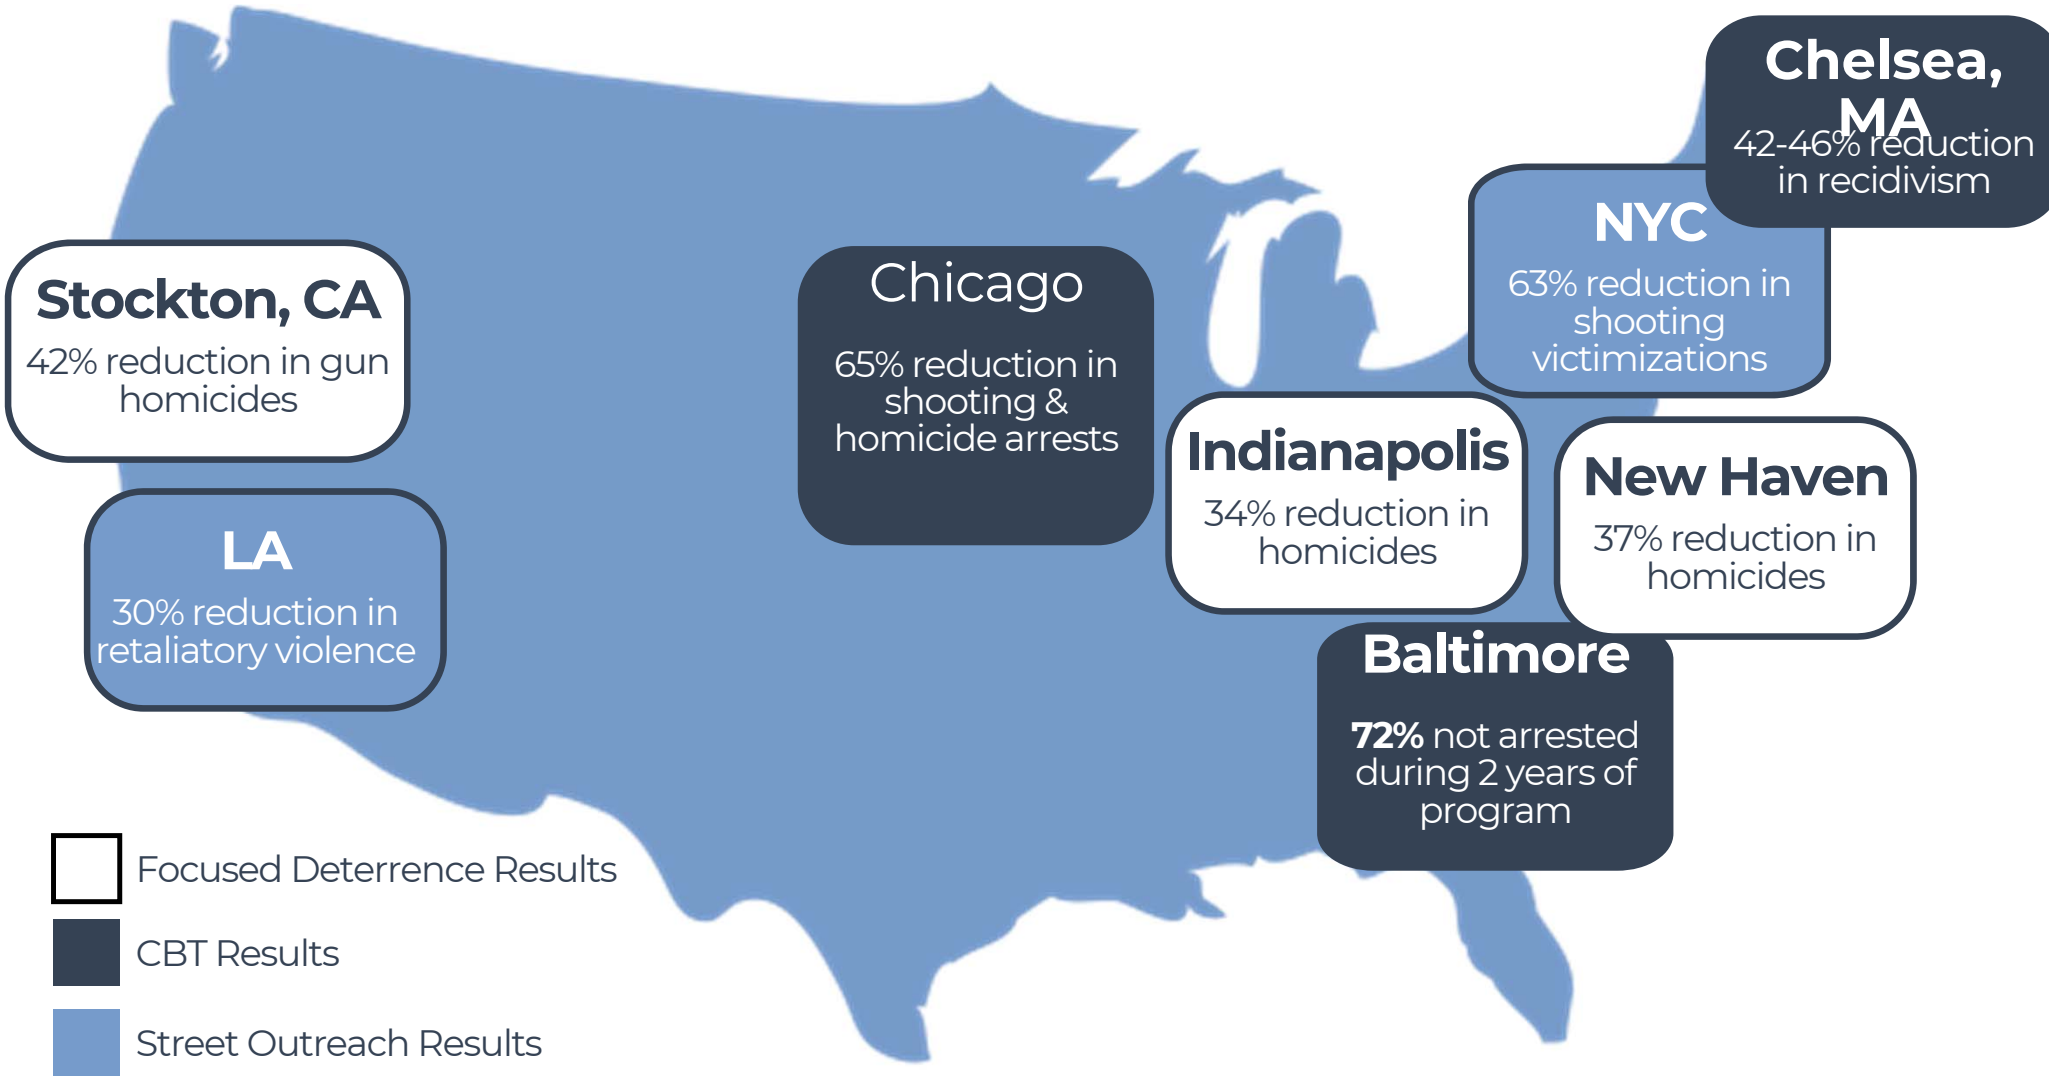 Chelsea,
MA
42-46% reduction
in recidivism
NYC
63% reduction in
shooting
victimizations
Stockton, CA
42% reduction in gun
homicides
Chicago
65% reduction in
shooting &
homicide arrests
Indianapolis
34% reduction in
homicides
New Haven
37% reduction in
homicides
LA
30% reduction in
retaliatory violence
Baltimore
72% not arrested
during 2 years of
program
Focused Deterrence Results
CBT Results
Street Outreach Results